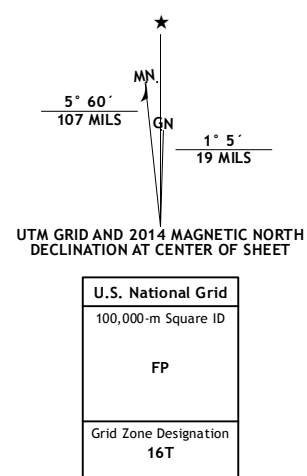 MN.
5° 60´
107 MILS
GN
1° 5´
19 MILS
UTM GRID AND 2014 MAGNETIC NORTH
DECLINATION AT CENTER OF SHEET
U.S. National Grid
100,000-m Square ID
FP
Grid Zone Designation
16T